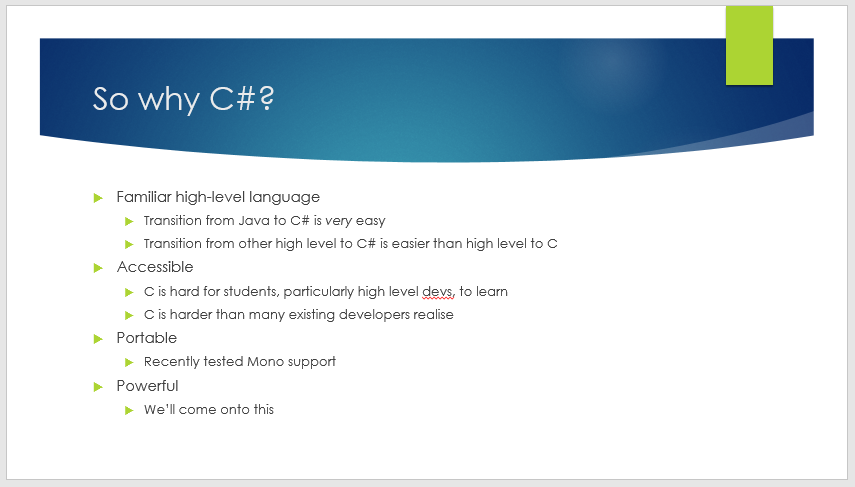 So why C#?
Familiar high-level language
Transition from Java to C# is very easy
Transition from other high level to C# is easier than high level to C
Accessible
C is hard for students, particularly high level devs, to learn
C is harder than many existing developers realise
Portable
Recently tested Mono support
Powerful
We'll come onto this